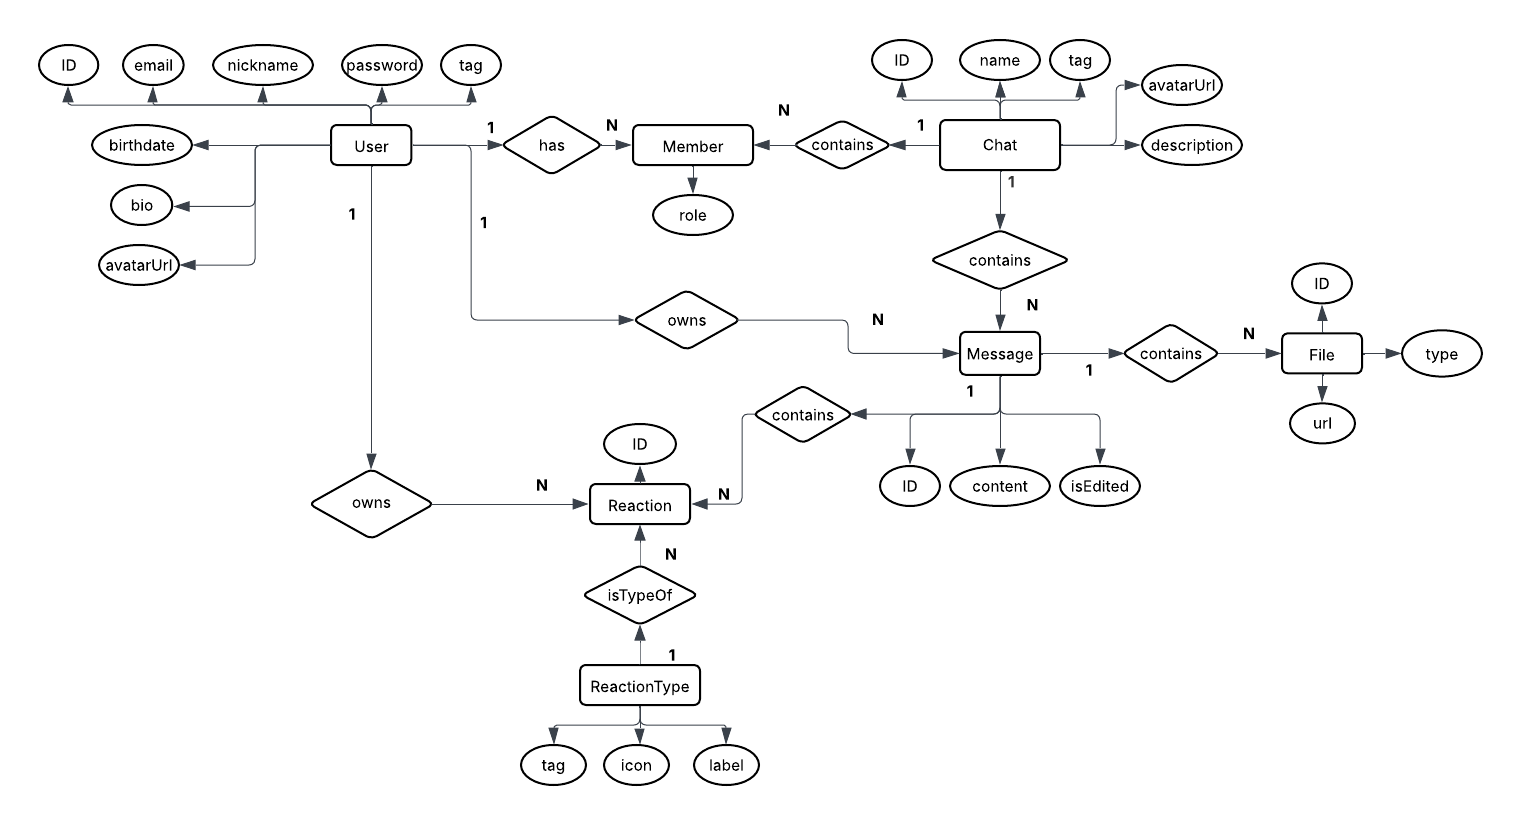 ID
email
nickname
password
tag
ID
name
tag
avatarUrl
birthdate
User
1
has
N
Member
N
contains
1
Chat
description
bio
avatarUrl
1
1
role
1
contains
owns
N
N
Message
1
contains
N
File
ID
type
url
1
contains
ID
content
isEdited
owns
N
ID
Reaction
N
N
isTypeOf
1
ReactionType
tag
icon
label